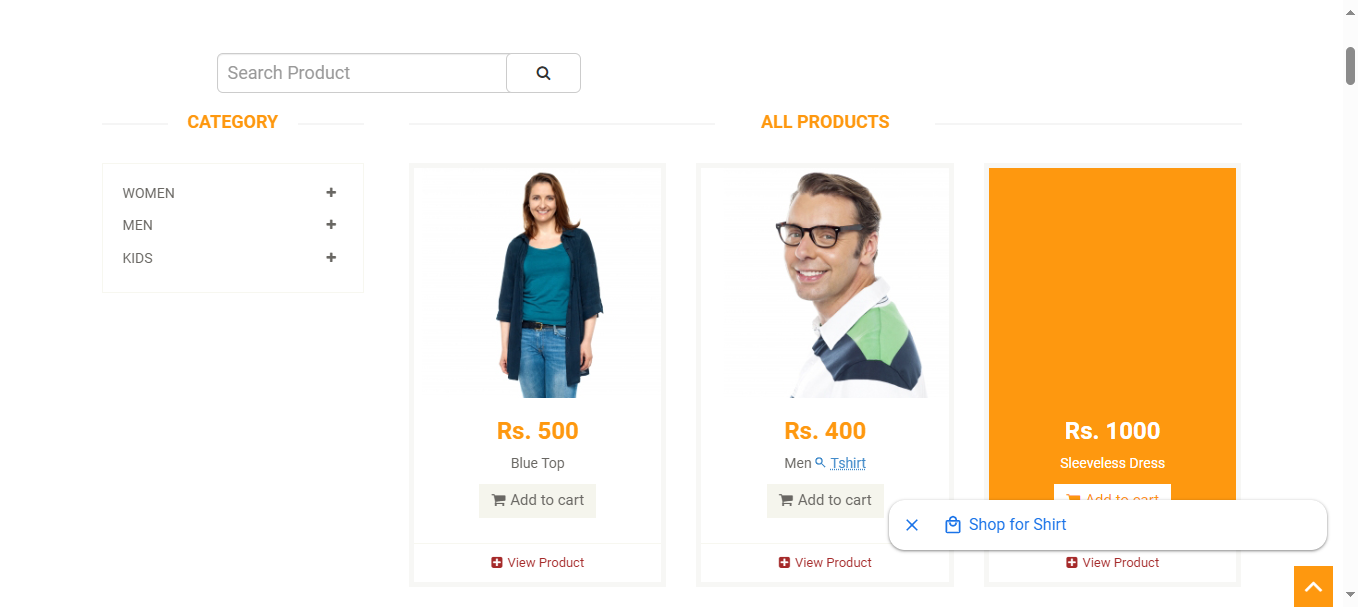 Search Product
CATEGORY
ALL PRODUCTS
WOMEN
MEN
KIDS
Rs. 500
Blue Top
Add to cart
View Product
Rs. 400
Men Tshirt
Add to cart
View Product
Rs. 1000
Sleeveless Dress
Add to cart
Shop for Shirt
View Product